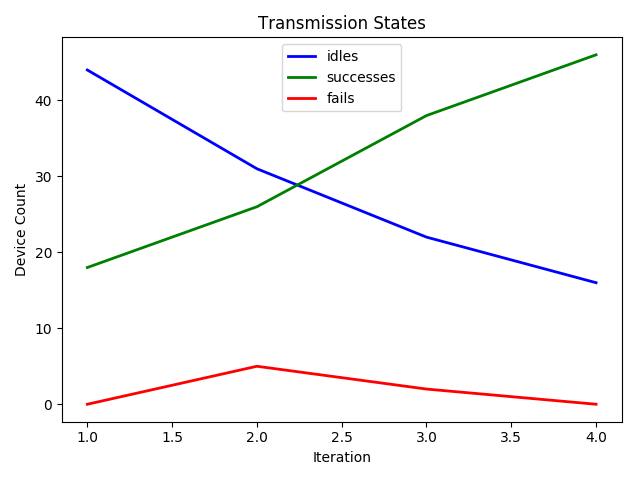 Transmission States
idles
successes
fails
Device Count
40
30
20
10
0
1.0 1.5 2.0 2.5 3.0 3.5 4.0
Iteration